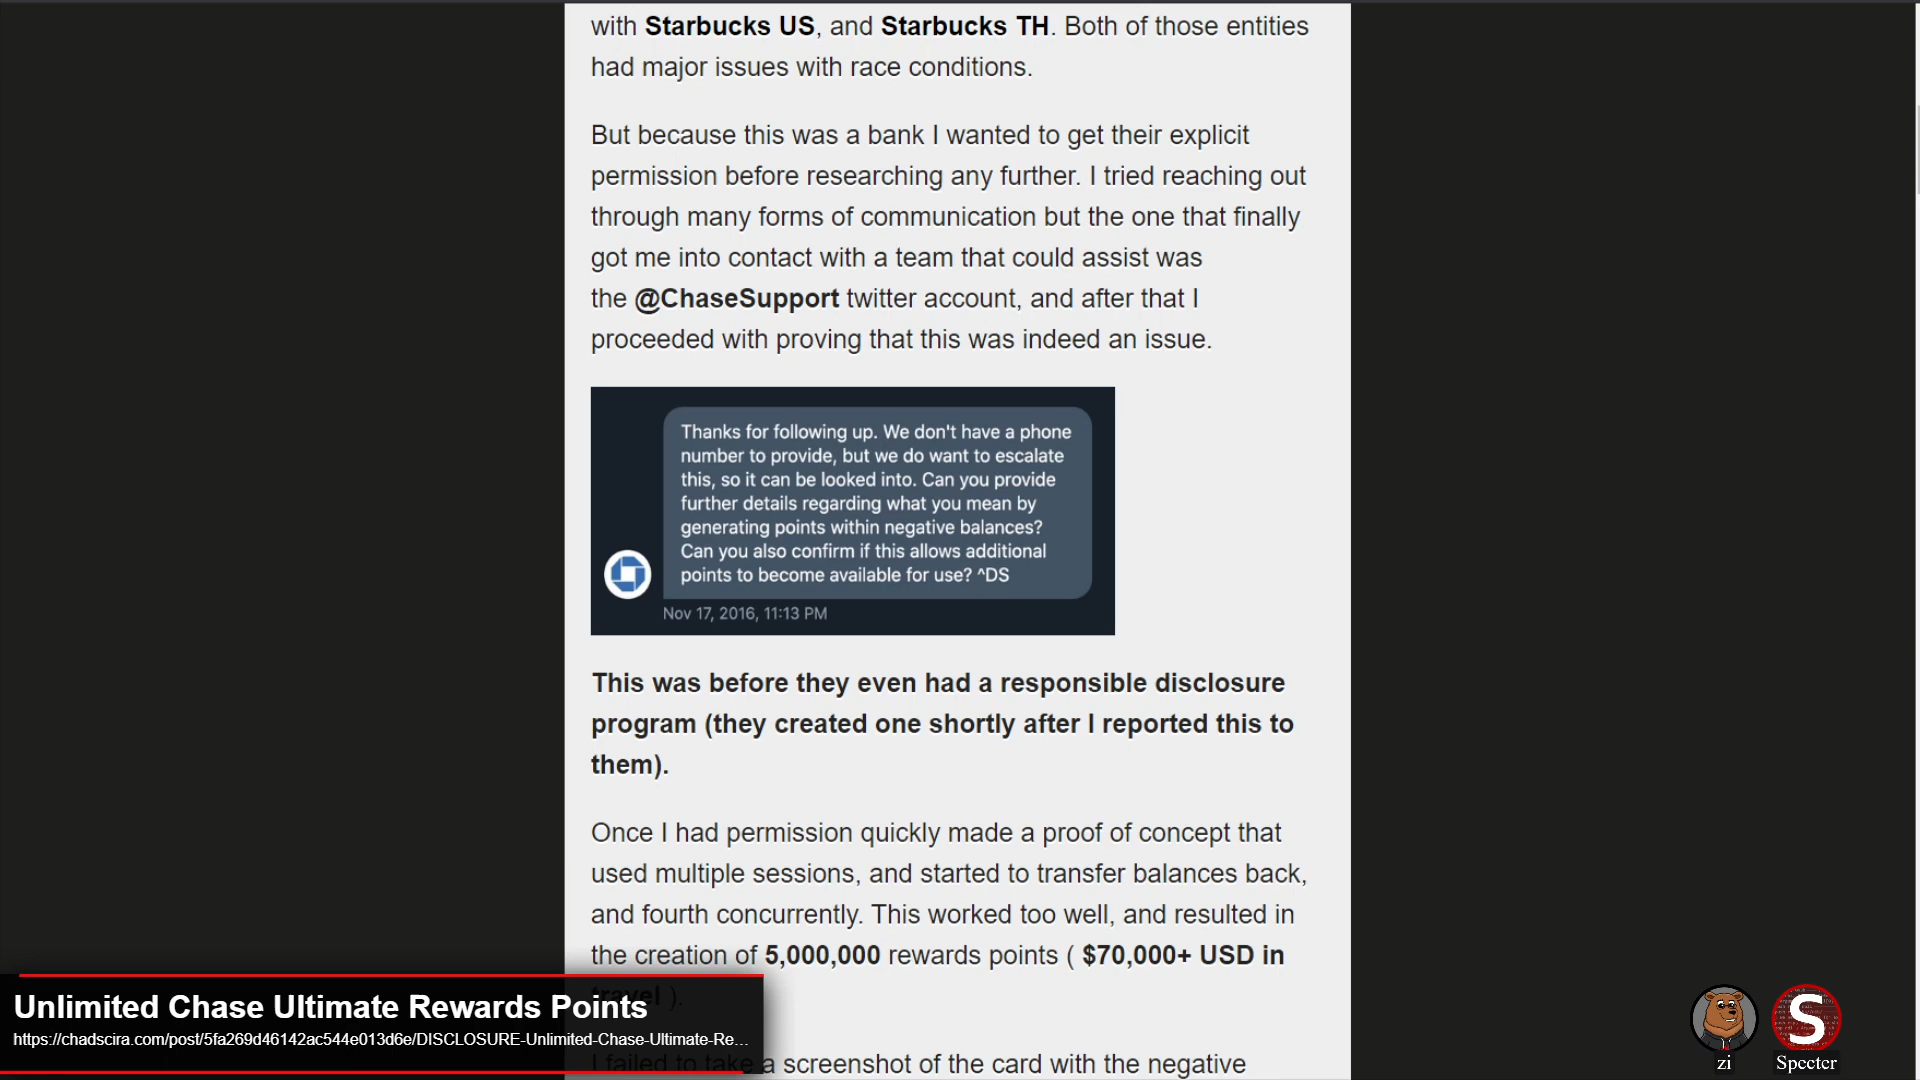 with Starbucks US, and Starbucks TH. Both of those entities
had major issues with race conditions.
But because this was a bank I wanted to get their explicit
permission before researching any further. I tried reaching out
through many forms of communication but the one that finally
got me into contact with a team that could assist was
the @ChaseSupport twitter account, and after that I
proceeded with proving that this was indeed an issue.
Thanks for following up. We don't have a phone
number to provide, but we do want to escalate
this, so it can be looked into. Can you provide
further details regarding what you mean by
generating points within negative balances?
Can you also confirm if this allows additional
points to become available for use? ^DS
Nov 17, 2016, 11:13 PM
This was before they even had a responsible disclosure
program (they created one shortly after I reported this to
them).
Once I had permission quickly made a proof of concept that
used multiple sessions, and started to transfer balances back,
and fourth concurrently. This worked too well, and resulted in
the creation of 5,000,000 rewards points ( $70,000+ USD in
travel ).
I failed to take a screenshot of the card with the negative
Unlimited Chase Ultimate Rewards Points
https://chadscira.com/post/5fa269d46142ac544e013d6e/DISCLOSURE-Unlimited-Chase-Ultimate-Re...
S
zi
Specter